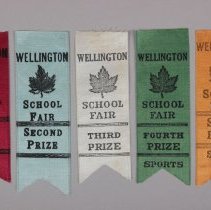 WELLINGTON
SCHOOL
FAIR
SECOND
PRIZE
WELLINGTON
SCHOOL
FAIR
THIRD
PRIZE
WELLINGTON
SCHOOL
FAIR
FOURTH
PRIZE
SPORTS